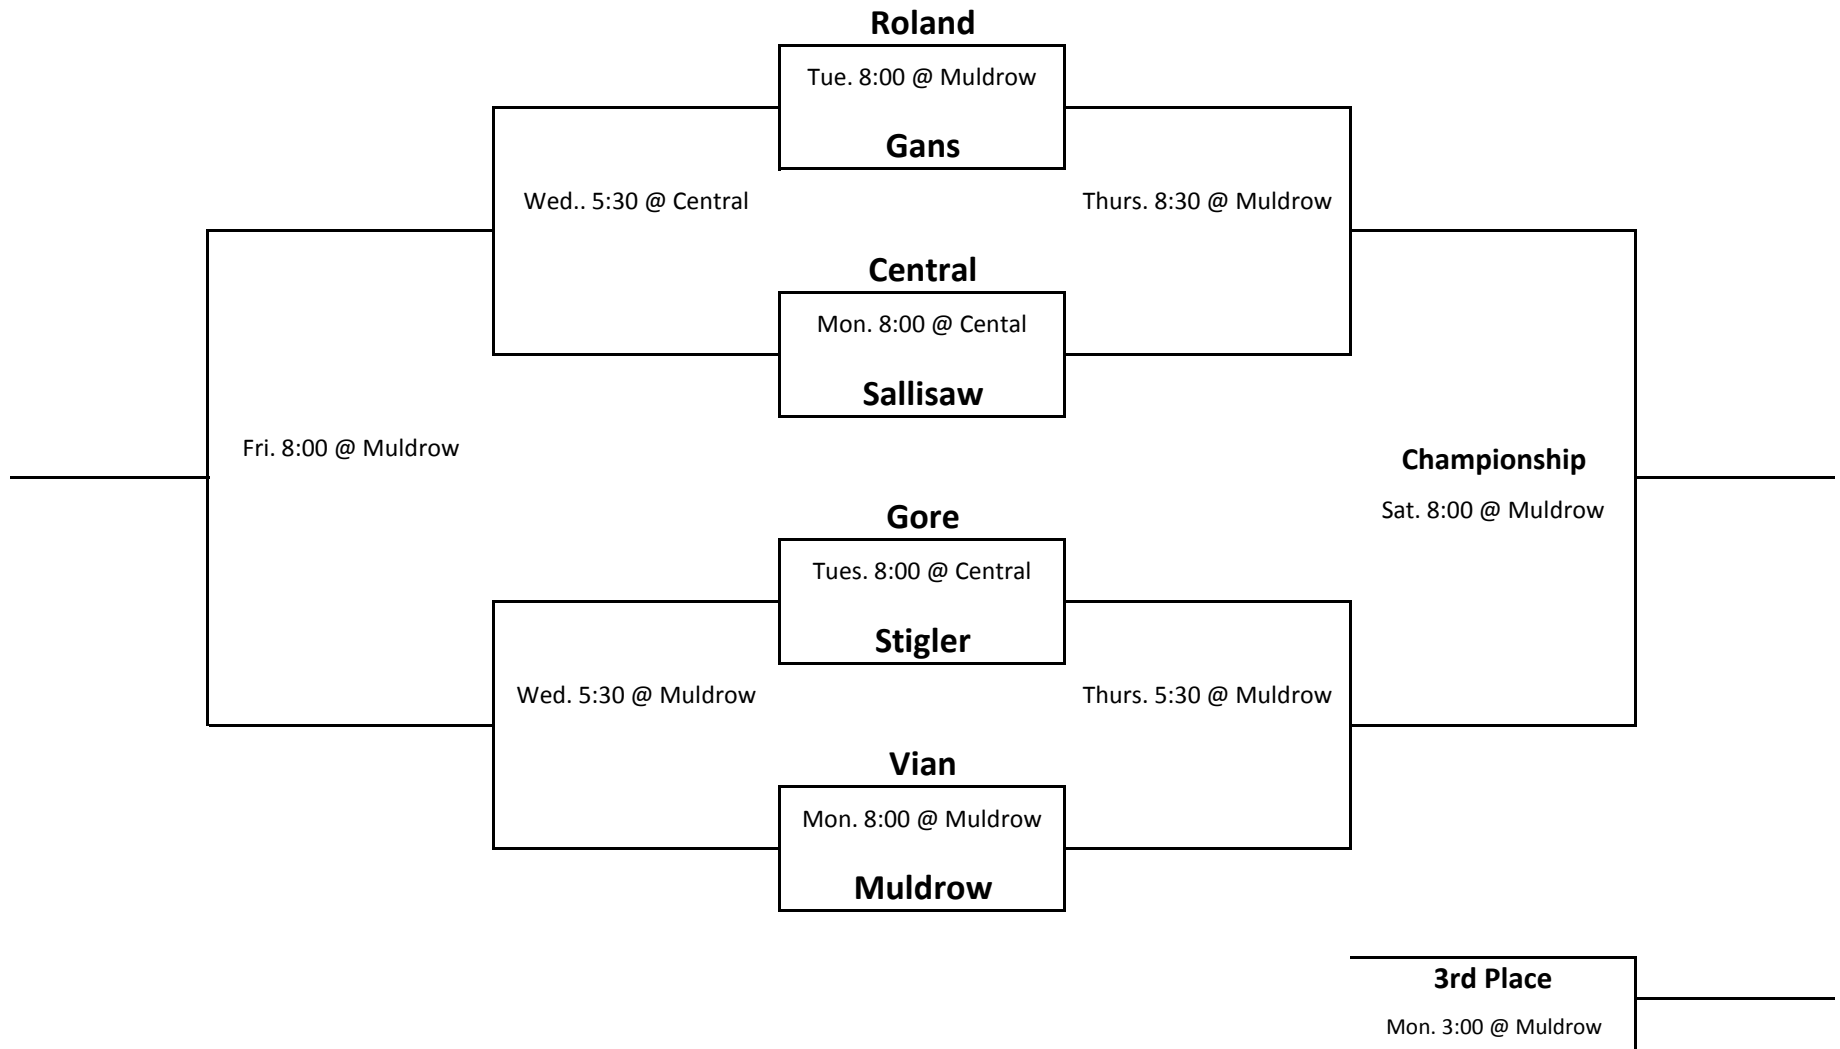 Roland
Tue. 8:00 @ Muldrow
Gans
Wed.. 5:30 @ Central
Thurs. 8:30 @ Muldrow
Central
Mon. 8:00 @ Cental
Sallisaw
Fri. 8:00 @ Muldrow
Championship
Sat. 8:00 @ Muldrow
Gore
Tues. 8:00 @ Central
Stigler
Wed. 5:30 @ Muldrow
Thurs. 5:30 @ Muldrow
Vian
Mon. 8:00 @ Muldrow
Muldrow
3rd Place
Mon. 3:00 @ Muldrow